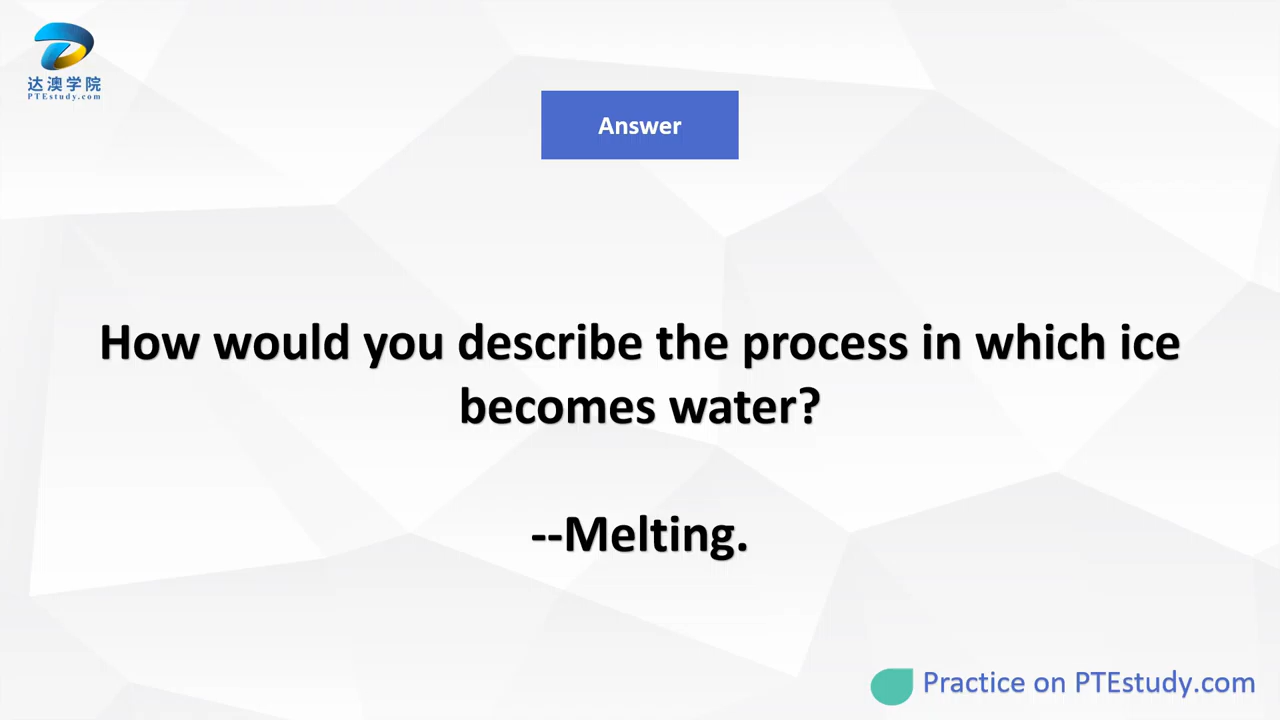 达澳学院
PTEstudy.com
Answer
How would you describe the process in which ice
becomes water?
--Melting.
Practice on PTEstudy.com